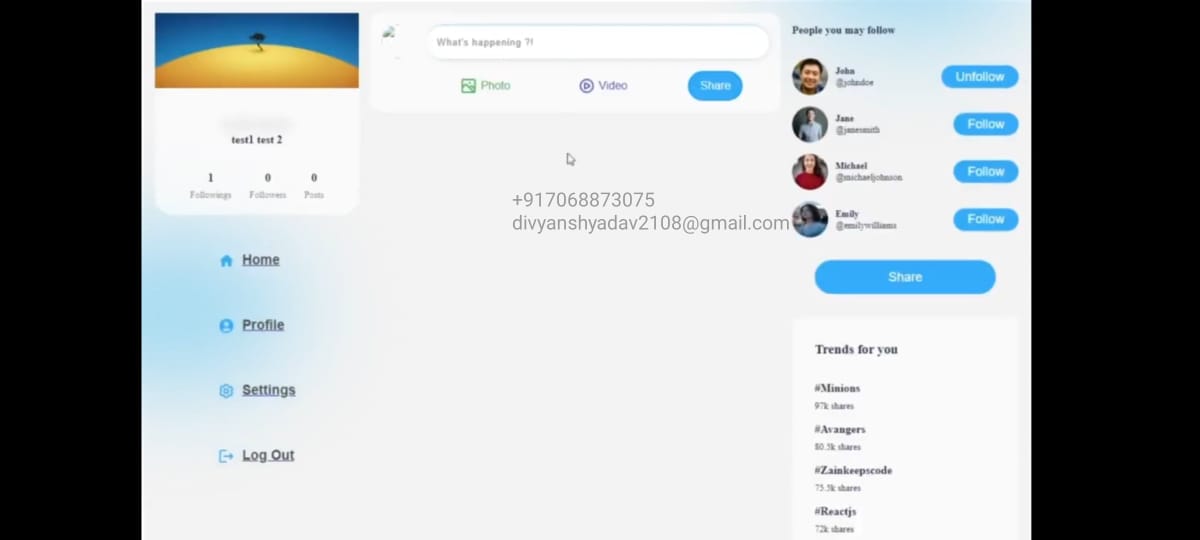 test1 test 2
1 0 0
Followings Followers Posts
Home
Profile
Settings
Log Out
What's happening ?!
Photo Video Share
+917068873075
divyanshyadav2108@gmail.com
People you may follow
John
@johndoe
Unfollow
Jane
@janesmith
Follow
Michael
@michaeljohnson
Follow
Emily
@emilywilliams
Follow
Share
Trends for you
#Minions
97k shares
#Avangers
80.5k shares
#Zainkeepscode
75.5k shares
#Reactjs
72k shares